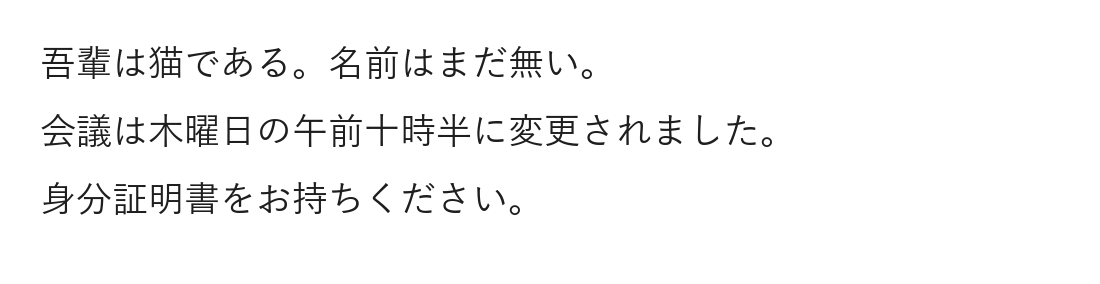 吾輩は猫である。名前はまだ無い。
会議は木曜日の午前十時半に変更されました。
身分証明書をお持ちください。